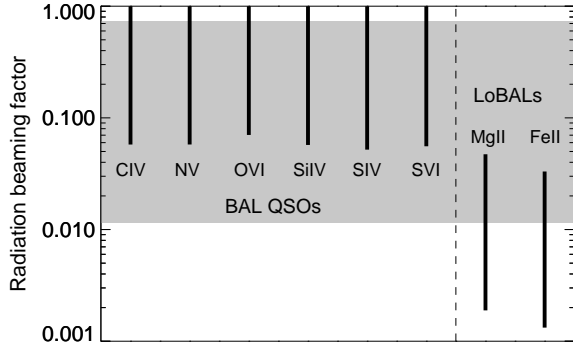 Radiation beaming factor
1.000
0.100
0.010
0.001
LoBALs
MgII FeII
CIV NV OVI SiIV SIV SVI
BAL QSOs